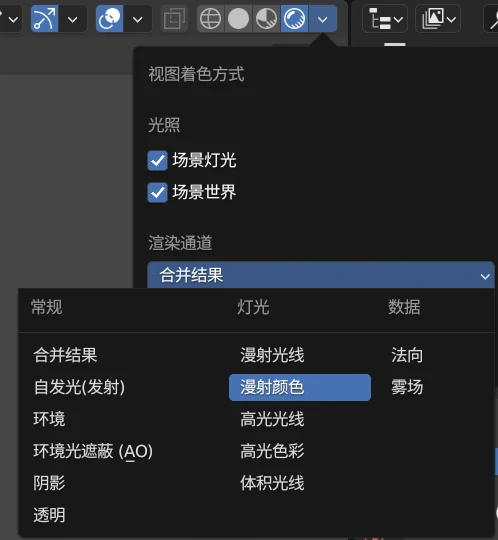 视图着色方式
光照
场景灯光
场景世界
渲染通道
合并结果
常规 灯光 数据
合并结果 漫射光线 法向
自发光(发射) 漫射颜色 雾场
环境 高光光线
环境光遮蔽 (AO) 高光色彩
阴影 体积光线
透明